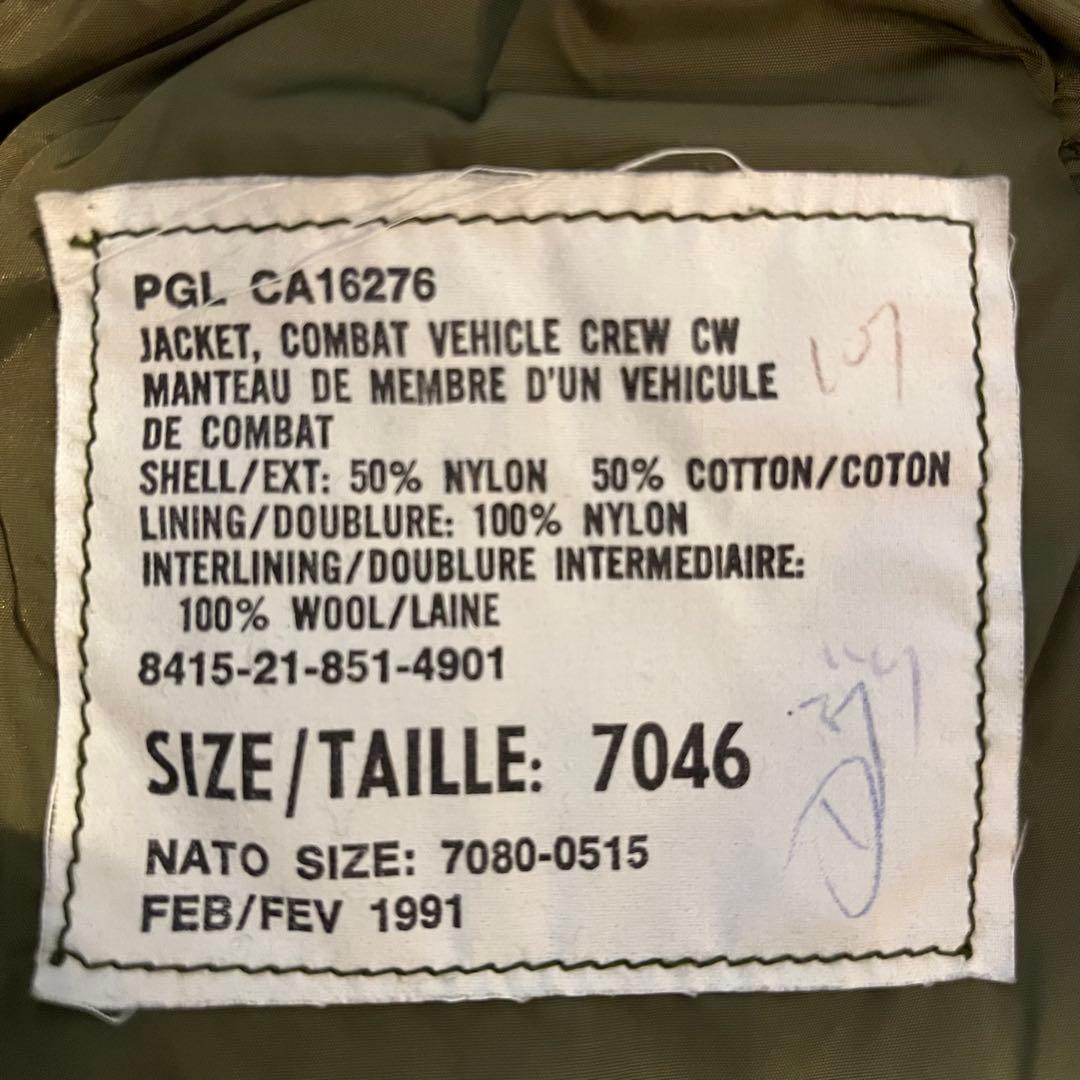 PGL CA16276
JACKET, COMBAT VEHICLE CREW CW
MANTEAU DE MEMBRE D'UN VEHICULE
DE COMBAT
SHELL/EXT: 50% NYLON 50% COTTON/COTON
LINING/DOUBLURE: 100% NYLON
INTERLINING/DOUBLURE INTERMEDIAIRE:
100% WOOL/LAINE
8415-21-851-4901
SIZE/TAILLE: 7046
NATO SIZE: 7080-0515
FEB/FEV 1991